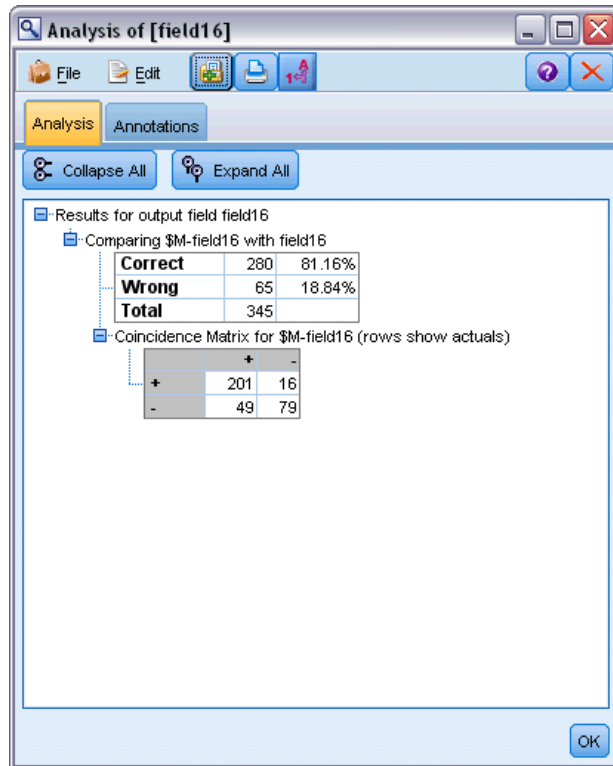 Analysis of [field16]
File Edit
Analysis Annotations
Collapse All Expand All
Results for output field field16
Comparing $M-field16 with field16
Correct 280 81.16%
Wrong 65 18.84%
Total 345
Coincidence Matrix for $M-field16 (rows show actuals)
+ -
+ 201 16
- 49 79
OK